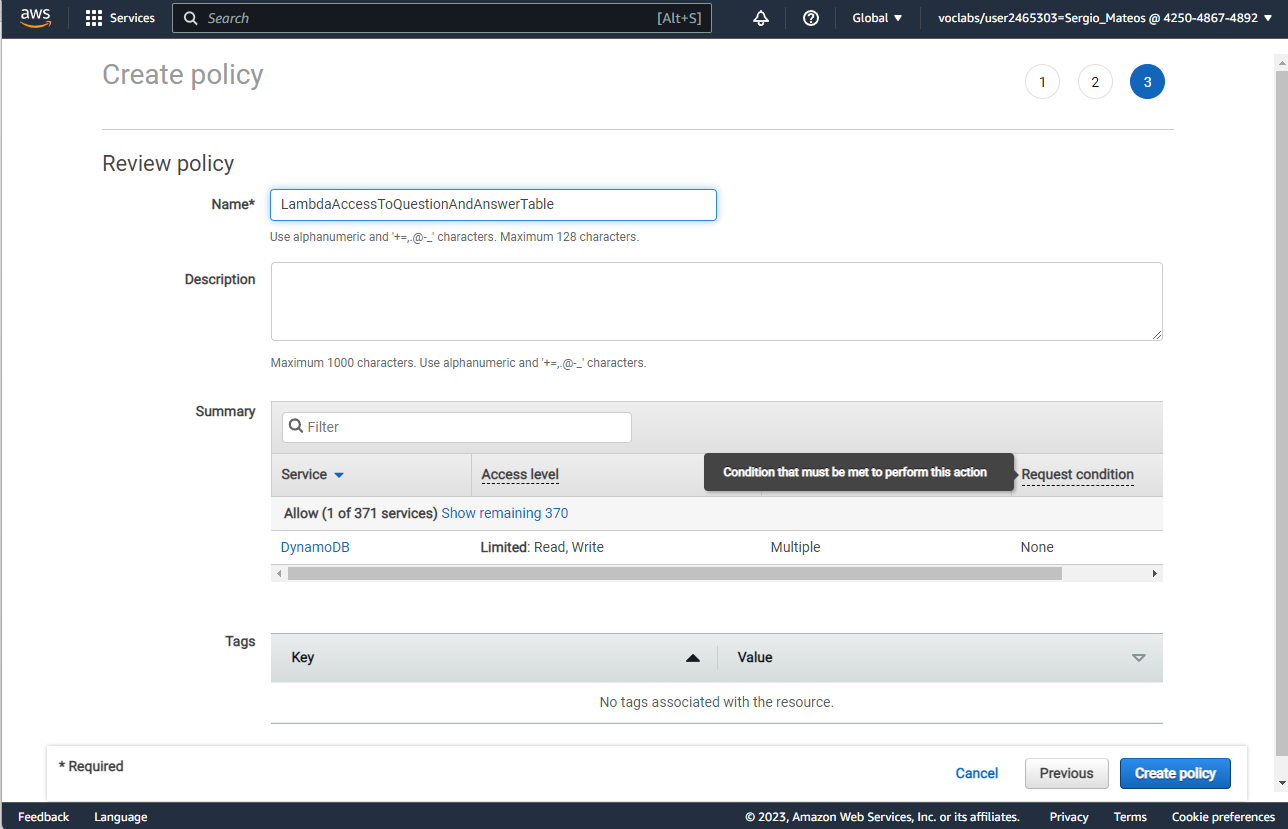 aws
Services
Search
[Alt+S]
Global
voclabs/user2465303=Sergio_Mateos @ 4250-4867-4892
Create policy
1
2
3
Review policy
Name*
LambdaAccessToQuestionAndAnswerTable
Use alphanumeric and '+=,.@-_' characters. Maximum 128 characters.
Description
Maximum 1000 characters. Use alphanumeric and '+=,.@-_' characters.
Summary
Filter
Service
Access level
Condition that must be met to perform this action
Request condition
Allow (1 of 371 services) Show remaining 370
DynamoDB
Limited: Read, Write
Multiple
None
Tags
Key
Value
No tags associated with the resource.
* Required
Cancel
Previous
Create policy
Feedback
Language
© 2023, Amazon Web Services, Inc. or its affiliates.
Privacy
Terms
Cookie preferences